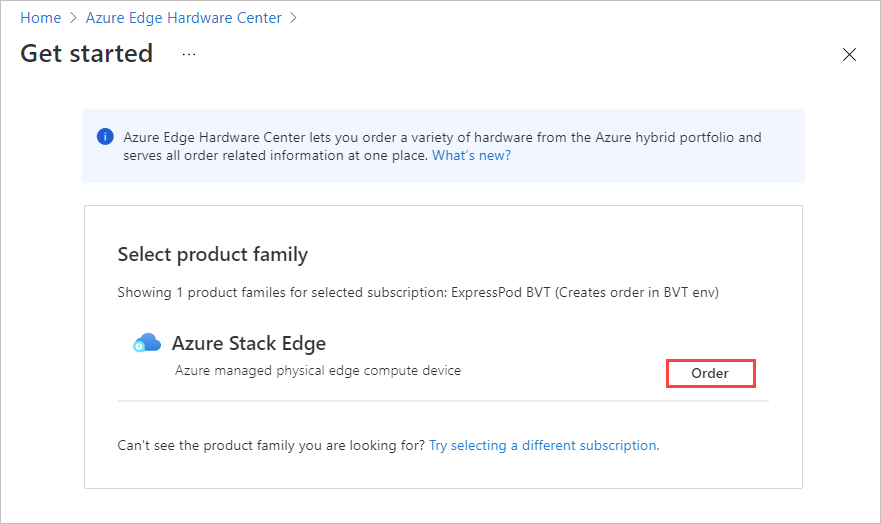 Home > Azure Edge Hardware Center >
Get started ...
Azure Edge Hardware Center lets you order a variety of hardware from the Azure hybrid portfolio and
serves all order related information at one place. What's new?
Select product family
Showing 1 product familes for selected subscription: ExpressPod BVT (Creates order in BVT env)
Azure Stack Edge
Azure managed physical edge compute device
Order
Can't see the product family you are looking for? Try selecting a different subscription.